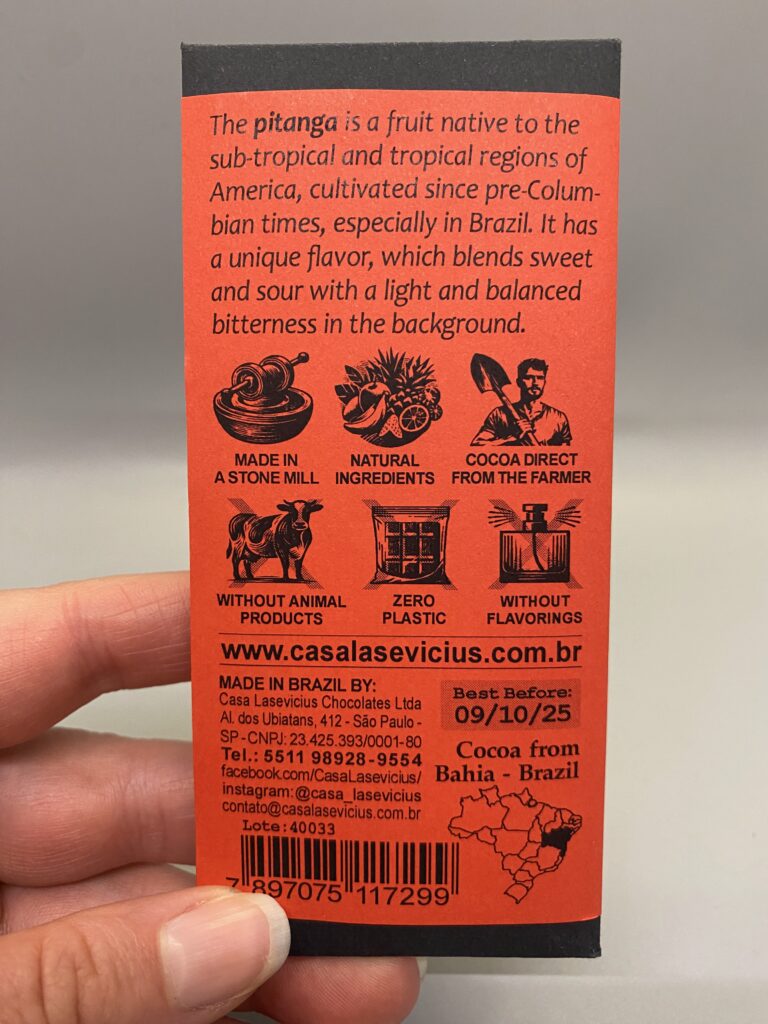 The pitanga is a fruit native to the
sub-tropical and tropical regions of
America, cultivated since pre-Colum-
bian times, especially in Brazil. It has
a unique flavor, which blends sweet
and sour with a light and balanced
bitterness in the background.
MADE IN
A STONE MILL
NATURAL
INGREDIENTS
COCOA DIRECT
FROM THE FARMER
WITHOUT ANIMAL
PRODUCTS
ZERO
PLASTIC
WITHOUT
FLAVORINGS
www.casalasevicius.com.br
MADE IN BRAZIL BY:
Casa Lasevicius Chocolates Ltda
Al. dos Ubiatans, 412 - São Paulo -
SP - CNPJ: 23.425.393/0001-80
Tel.: 5511 98928-9554
facebook.com/CasaLasevicius/
instagram:@casa_lasevicius
contato@casalasevicius.com.br
Lote:40033
7 897075 117299
Best Before:
09/10/25
Cocoa from
Bahia - Brazil